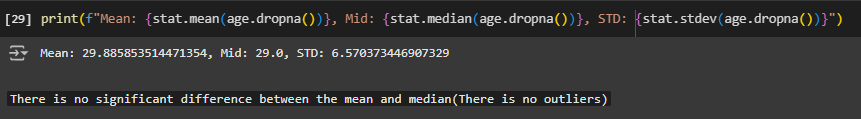 [29] print(f"Mean: {stat.mean(age.dropna())}, Mid: {stat.median(age.dropna())}, STD: {stat.stdev(age.dropna())}")
Mean: 29.885853514471354, Mid: 29.0, STD: 6.570373446907329
There is no significant difference between the mean and median(There is no outliers)